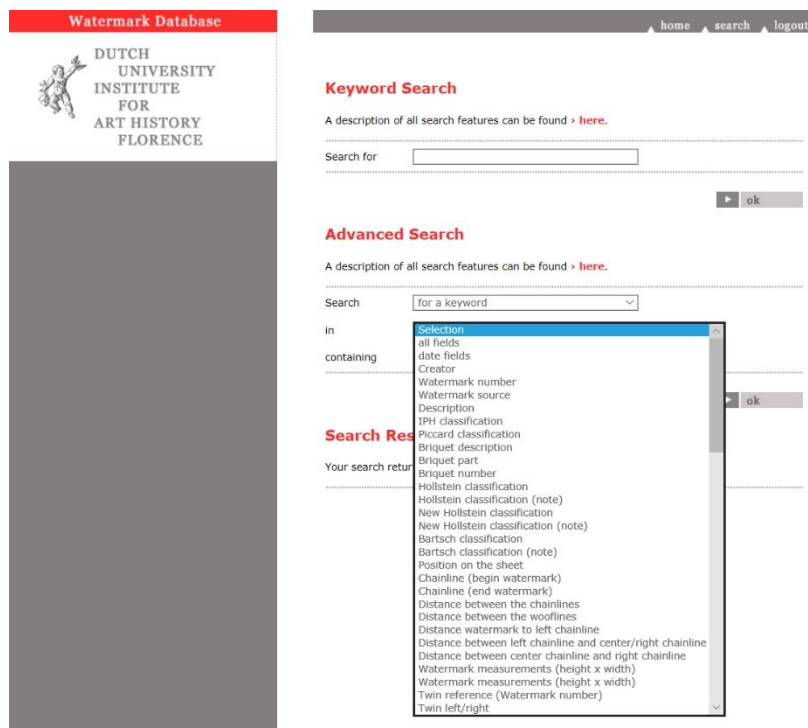 Watermark Database
DUTCH
UNIVERSITY
INSTITUTE
FOR
ART HISTORY
FLORENCE
home search logout
Keyword Search
A description of all search features can be found › here.
Search for
ok
Advanced Search
A description of all search features can be found › here.
Search for a keyword
in
containing
Selection
all fields
date fields
Creator
Watermark number
Watermark source
Description
IPH classification
Piccard classification
Briquet description
Briquet part
Briquet number
Hollstein classification
Hollstein classification (note)
New Hollstein classification
New Hollstein classification (note)
Bartsch classification
Bartsch classification (note)
Position on the sheet
Chainline (begin watermark)
Chainline (end watermark)
Distance between the chainlines
Distance between the wooflines
Distance watermark to left chainline
Distance between left chainline and center/right chainline
Distance between center chainline and right chainline
Watermark measurements (height x width)
Watermark measurements (height x width)
Twin reference (Watermark number)
Twin left/right
ok
Search Res
Your search retur